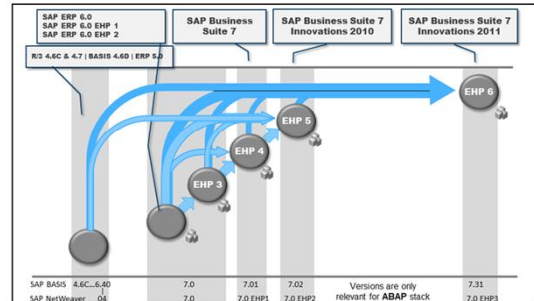 SAP ERP 6.0
SAP ERP 6.0 EHP 1
SAP ERP 6.0 EHP 2
R/3 4.6C & 4.7 | BASIS 4.6D | ERP 5.0
SAP Business
Suite 7
SAP Business Suite 7
Innovations 2010
SAP Business Suite 7
Innovations 2011
EHP 6
EHP 5
EHP 4
EHP 3
SAP BASIS 4.6C...6.40 7.0 7.01 7.02 Versions are only 7.31
SAP NetWeaver 04 7.0 7.0 EHP1 7.0 EHP2 relevant for ABAP stack 7.0 EHP3